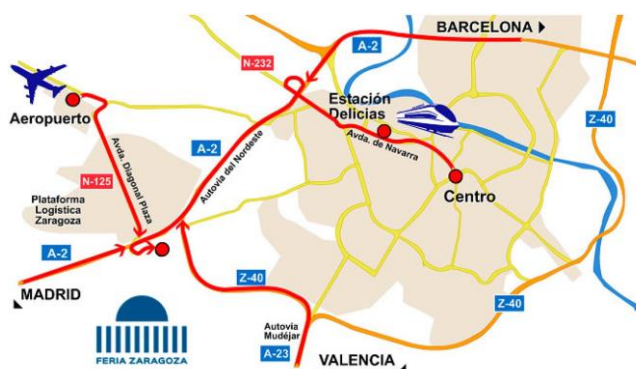 BARCELONA
A-2
N-232
Z-40
Aeropuerto
Estación
Delicias
Avda. de Navarra
Centro
A-2
Autovía del Nordeste
Avda. Diagonal Plaza
N-125
Plataforma
Logística
Zaragoza
A-2
MADRID
FERIA ZARAGOZA
Z-40
Z-40
Autovía
Mudéjar
A-23
VALENCIA